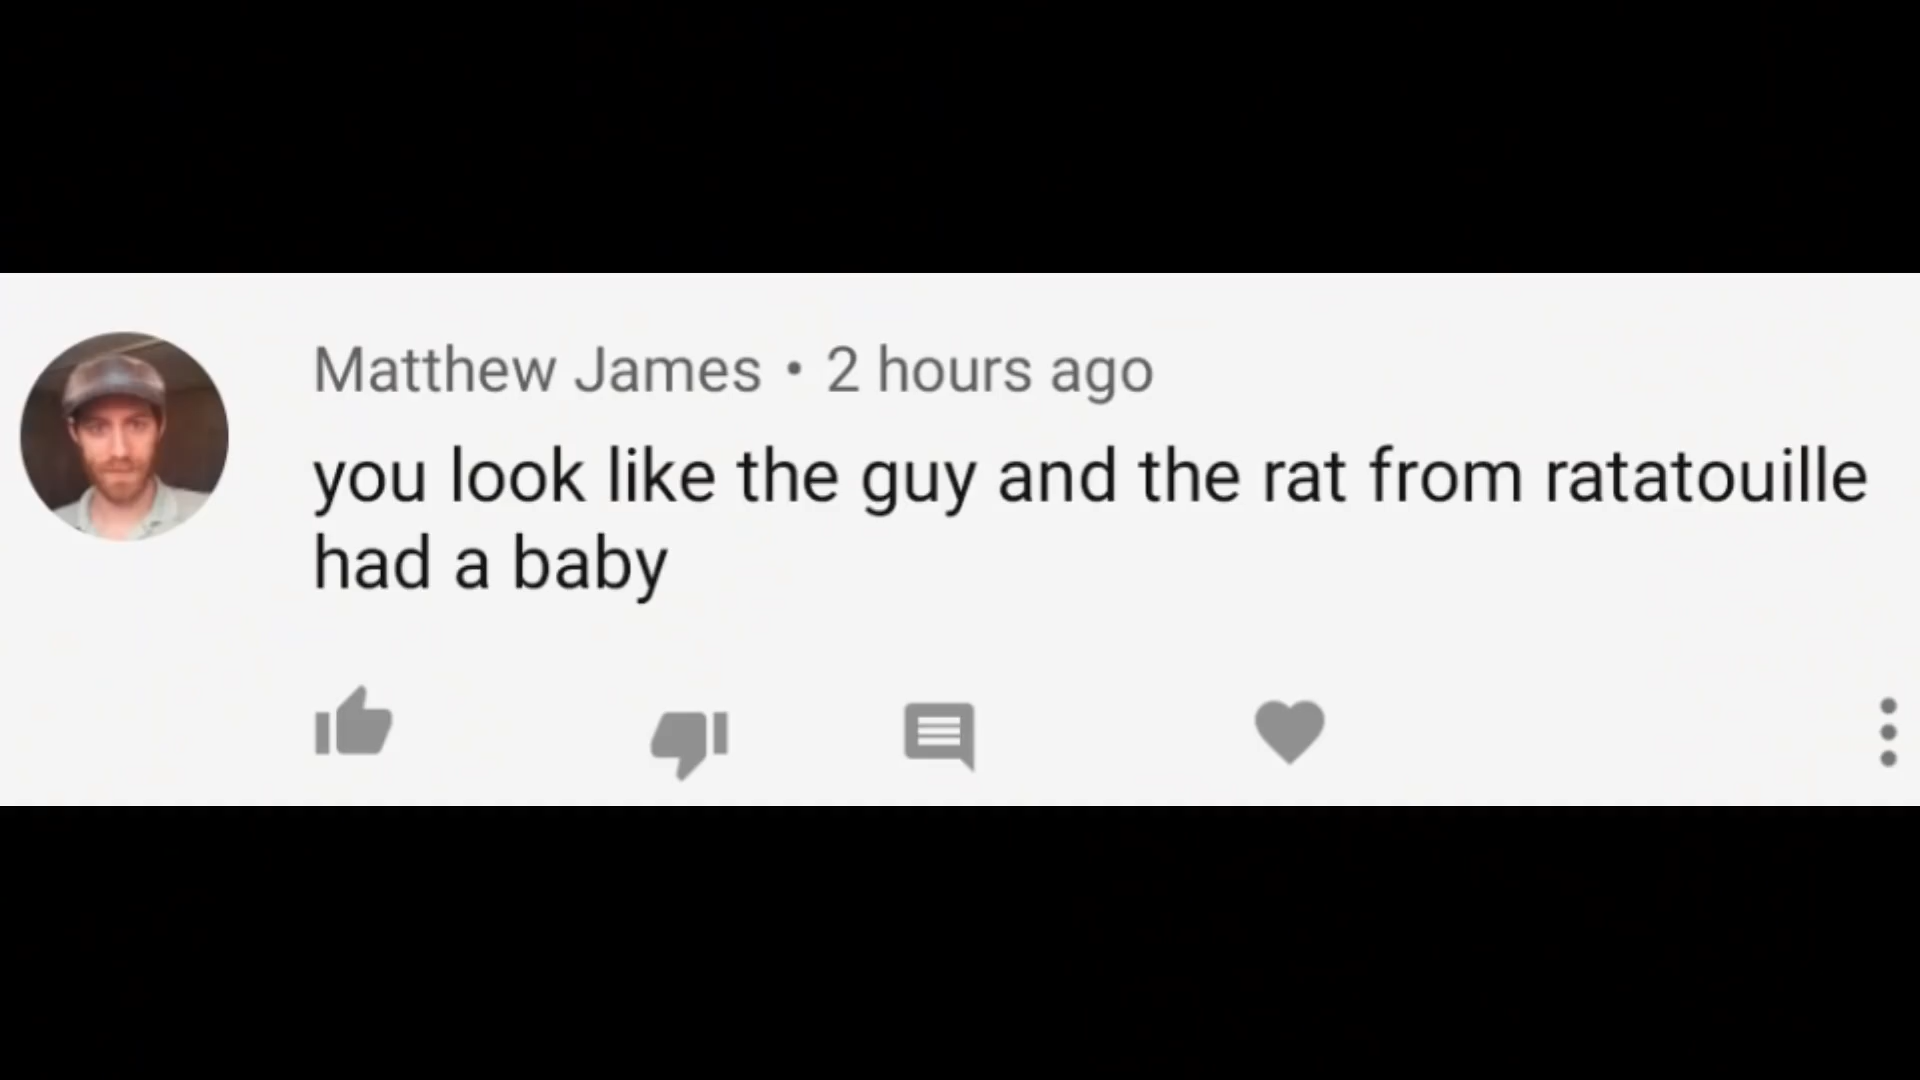 Matthew James • 2 hours ago
you look like the guy and the rat from ratatouille
had a baby